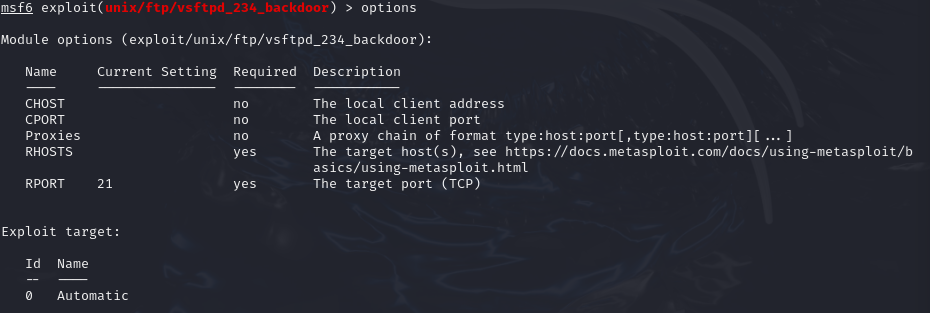 msf6 exploit(unix/ftp/vsftpd_234_backdoor) > options
Module options (exploit/unix/ftp/vsftpd_234_backdoor):
Name Current Setting Required Description
---- --------------- -------- -----------
CHOST no The local client address
CPORT no The local client port
Proxies no A proxy chain of format type:host:port[,type:host:port][...]
RHOSTS yes The target host(s), see https://docs.metasploit.com/docs/using-metasploit/b
asics/using-metasploit.html
RPORT 21 yes The target port (TCP)
Exploit target:
Id Name
-- ----
0 Automatic